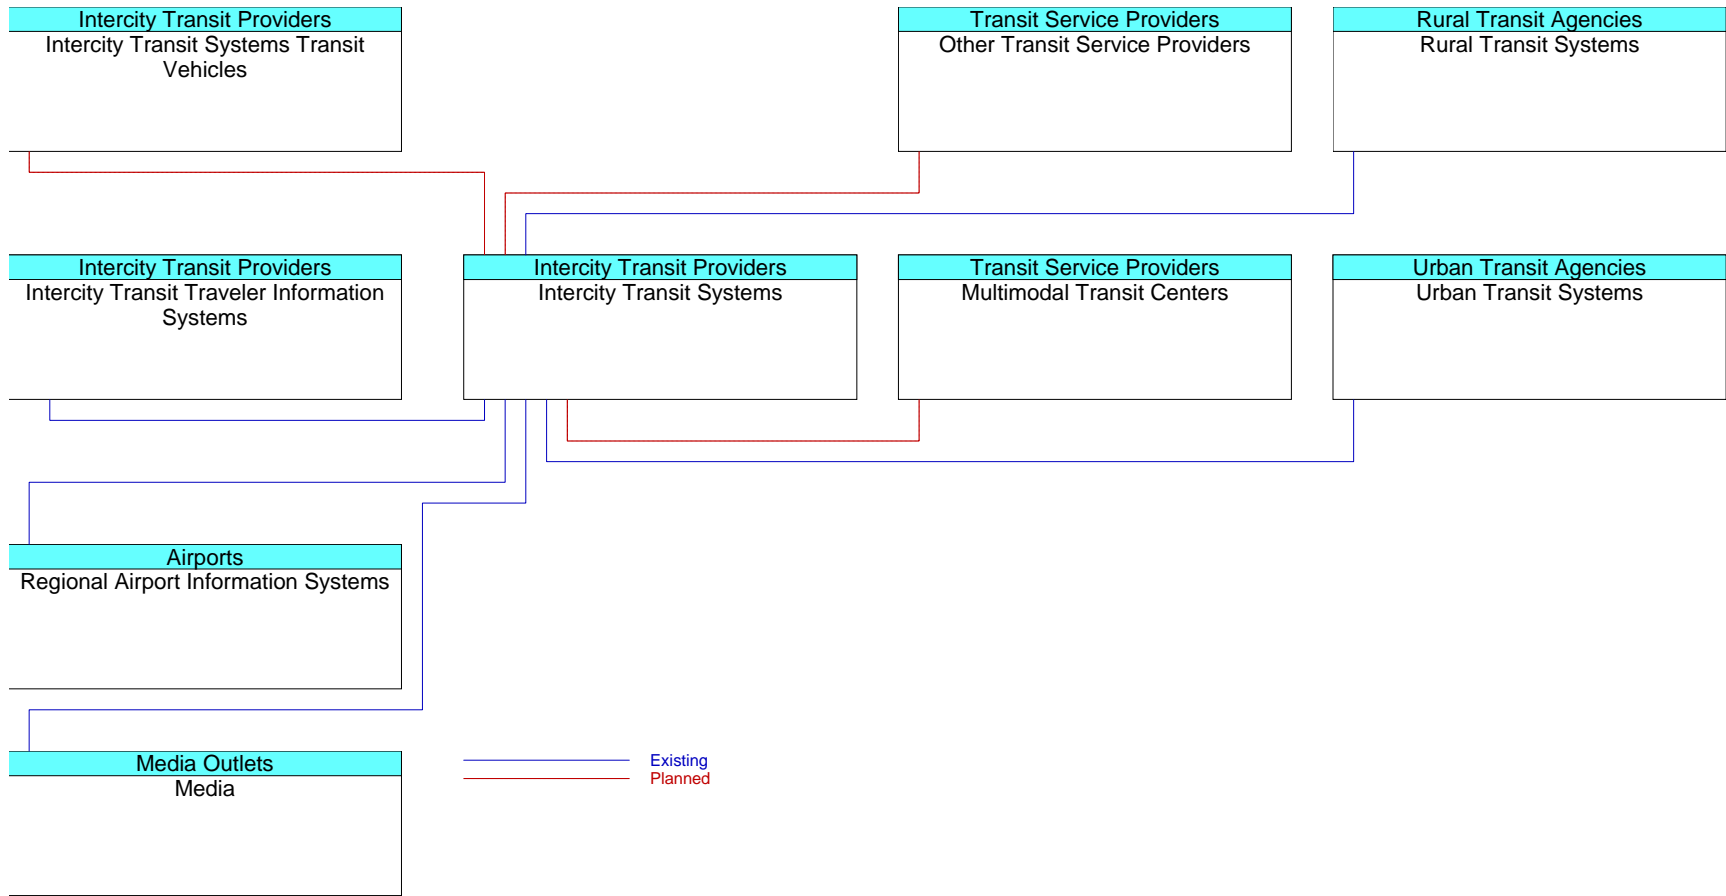 Intercity Transit Providers
Intercity Transit Systems Transit
Vehicles
Transit Service Providers
Other Transit Service Providers
Rural Transit Agencies
Rural Transit Systems
Intercity Transit Providers
Intercity Transit Traveler Information
Systems
Intercity Transit Providers
Intercity Transit Systems
Transit Service Providers
Multimodal Transit Centers
Urban Transit Agencies
Urban Transit Systems
Airports
Regional Airport Information Systems
Media Outlets
Media
Existing
Planned